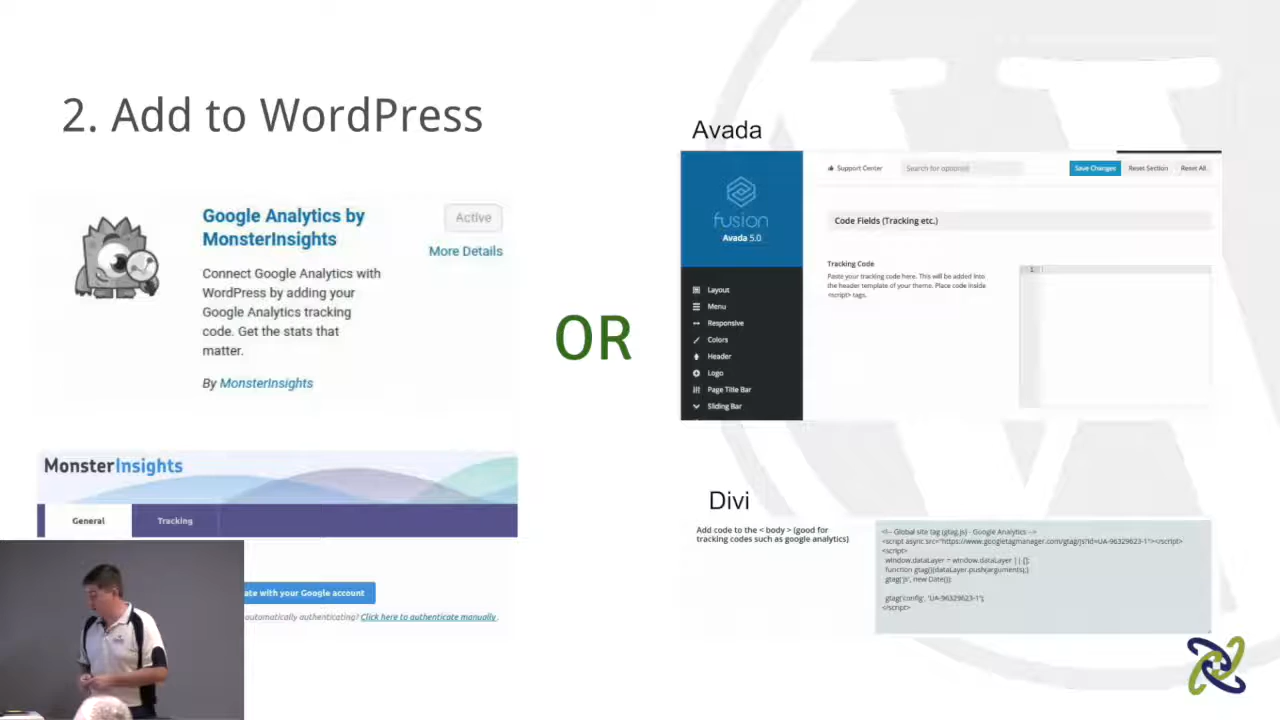 2. Add to WordPress
Google Analytics by
MonsterInsights
Active
More Details
Connect Google Analytics with
WordPress by adding your
Google Analytics tracking
code. Get the stats that
matter.
By MonsterInsights
MonsterInsights
General
Tracking
ate with your Google account
automatically authenticating? Click here to authenticate manually.
OR
Avada
fusion
Avada 5.0
Layout
Menu
Responsive
Colors
Header
Logo
Page Title Bar
Sliding Bar
Support Center
Search for option(s)
Save Changes
Reset Section
Reset All
Code Fields (Tracking etc.)
Tracking Code
Paste your tracking code here. This will be added into
the header template of your theme. Place code inside
<script> tags.
1
Divi
Add code to the < body > (good for
tracking codes such as google analytics)
<!-- Global site tag (gtag.js) - Google Analytics -->
<script async src="https://www.googletagmanager.com/gtag/js?id=UA-96329623-1"></script>
<script>
window.dataLayer = window.dataLayer || [];
function gtag(){dataLayer.push(arguments);}
gtag('js', new Date());
gtag('config', 'UA-96329623-1');
</script>